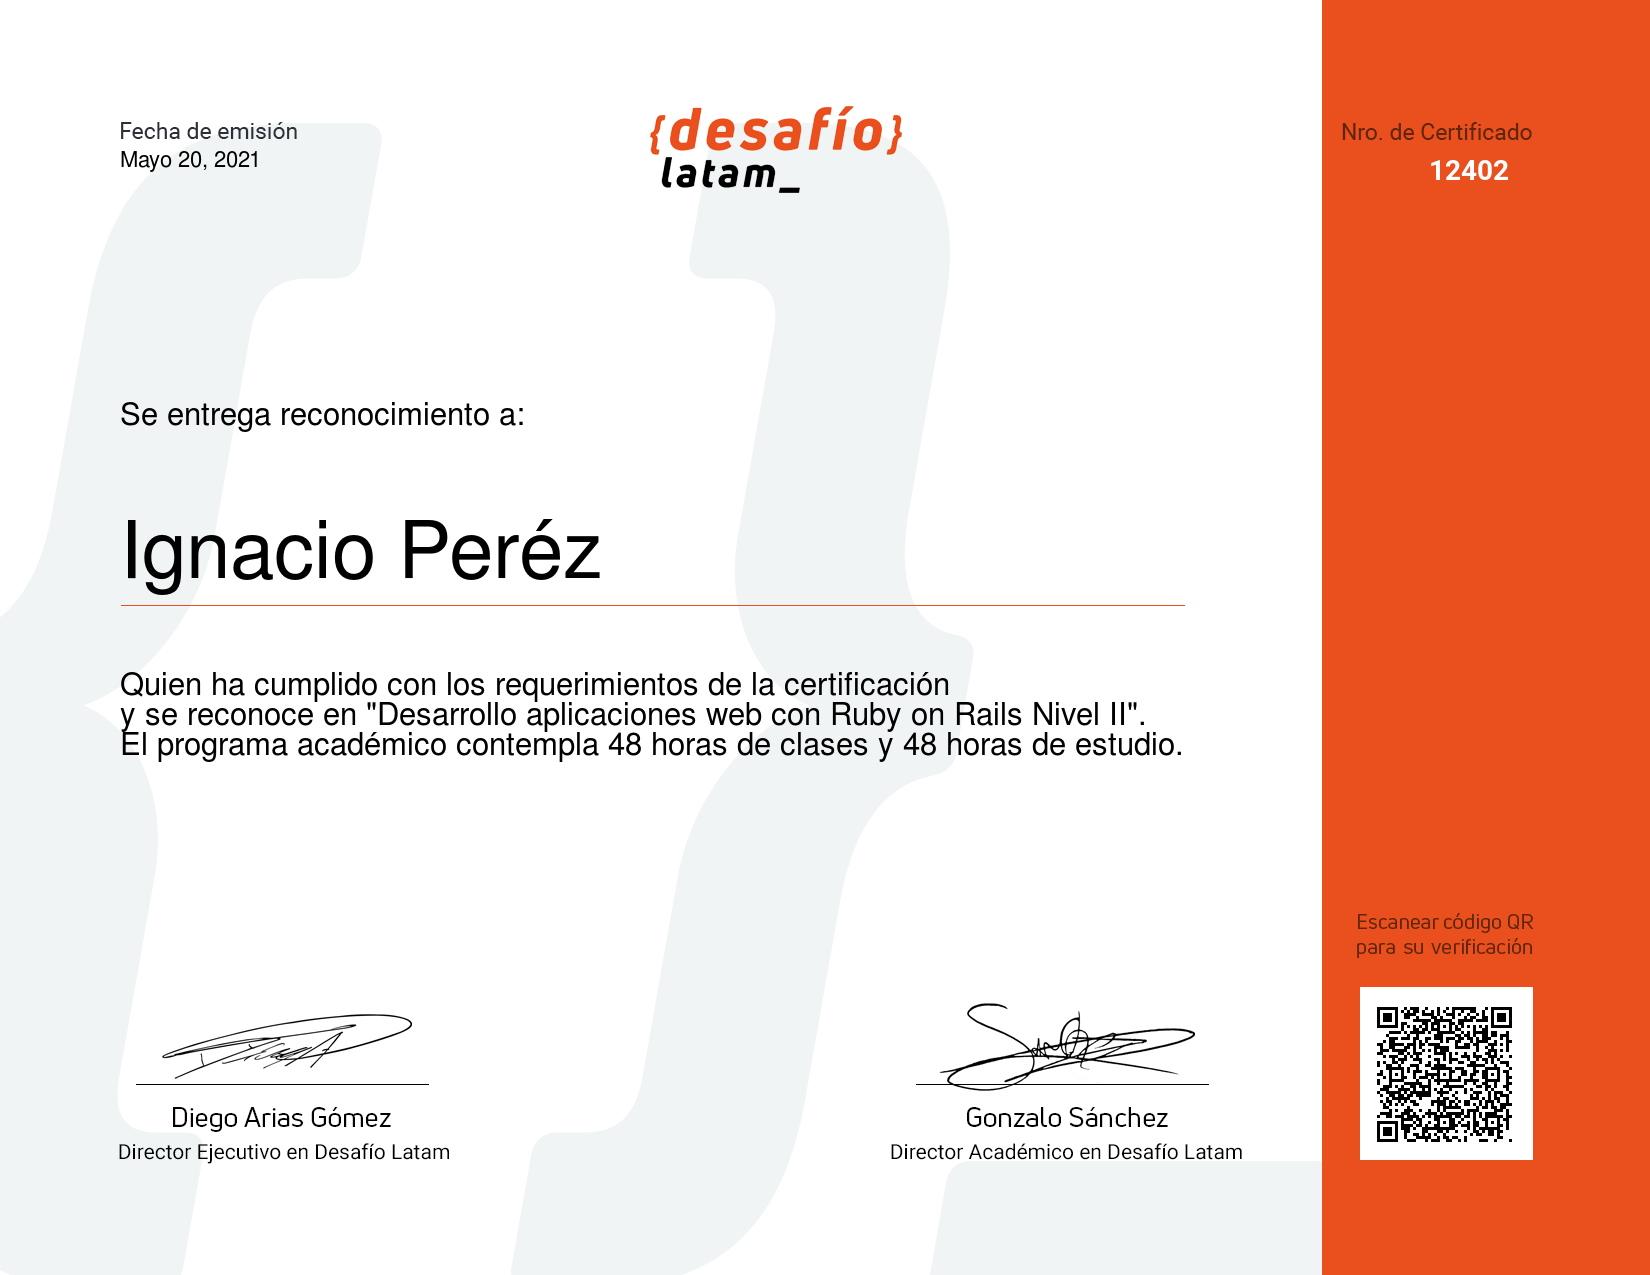 Fecha de emisión
Mayo 20, 2021
{desafío}
latam_
Nro. de Certificado
12402
Se entrega reconocimiento a:
Ignacio Peréz
Quien ha cumplido con los requerimientos de la certificación
y se reconoce en "Desarrollo aplicaciones web con Ruby on Rails Nivel II".
El programa académico contempla 48 horas de clases y 48 horas de estudio.
Escanear código QR
para su verificación
Diego Arias Gómez
Director Ejecutivo en Desafío Latam
Gonzalo Sánchez
Director Académico en Desafío Latam